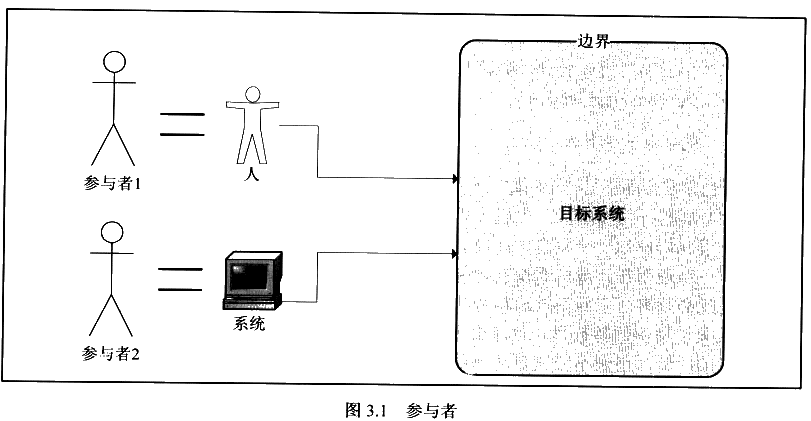 边界
参与者1
人
目标系统
参与者2
系统
图 3.1 参与者